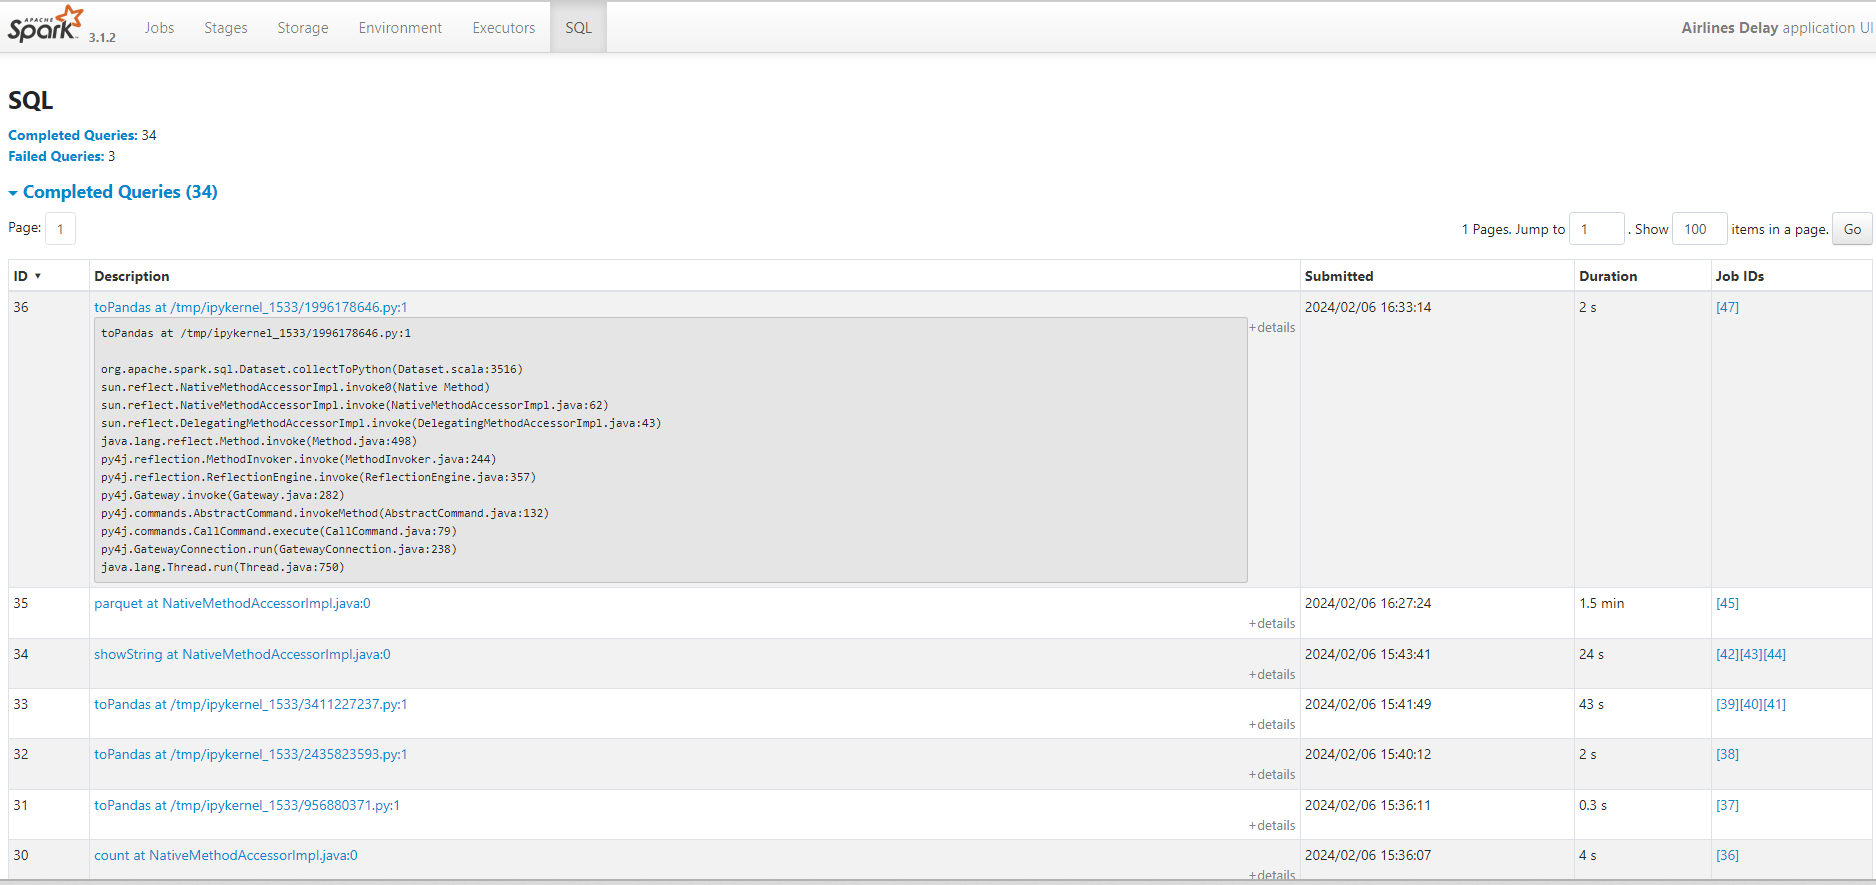 APACHE
Spark 3.1.2 Jobs Stages Storage Environment Executors SQL Airlines Delay application UI
SQL
Completed Queries: 34
Failed Queries: 3
Completed Queries (34)
Page: 1 1 Pages. Jump to 1 . Show 100 items in a page. Go
ID ▾ Description Submitted Duration Job IDs
36 toPandas at /tmp/ipykernel_1533/1996178646.py:1 2024/02/06 16:33:14 2 s [47]
+details
toPandas at /tmp/ipykernel_1533/1996178646.py:1
org.apache.spark.sql.Dataset.collectToPython(Dataset.scala:3516)
sun.reflect.NativeMethodAccessorImpl.invoke0(Native Method)
sun.reflect.NativeMethodAccessorImpl.invoke(NativeMethodAccessorImpl.java:62)
sun.reflect.DelegatingMethodAccessorImpl.invoke(DelegatingMethodAccessorImpl.java:43)
java.lang.reflect.Method.invoke(Method.java:498)
py4j.reflection.MethodInvoker.invoke(MethodInvoker.java:244)
py4j.reflection.ReflectionEngine.invoke(ReflectionEngine.java:357)
py4j.Gateway.invoke(Gateway.java:282)
py4j.commands.AbstractCommand.invokeMethod(AbstractCommand.java:132)
py4j.commands.CallCommand.execute(CallCommand.java:79)
py4j.GatewayConnection.run(GatewayConnection.java:238)
java.lang.Thread.run(Thread.java:750)
35 parquet at NativeMethodAccessorImpl.java:0 2024/02/06 16:27:24 1.5 min [45]
+details
34 showString at NativeMethodAccessorImpl.java:0 2024/02/06 15:43:41 24 s [42][43][44]
+details
33 toPandas at /tmp/ipykernel_1533/3411227237.py:1 2024/02/06 15:41:49 43 s [39][40][41]
+details
32 toPandas at /tmp/ipykernel_1533/2435823593.py:1 2024/02/06 15:40:12 2 s [38]
+details
31 toPandas at /tmp/ipykernel_1533/956880371.py:1 2024/02/06 15:36:11 0.3 s [37]
+details
30 count at NativeMethodAccessorImpl.java:0 2024/02/06 15:36:07 4 s [36]
+details